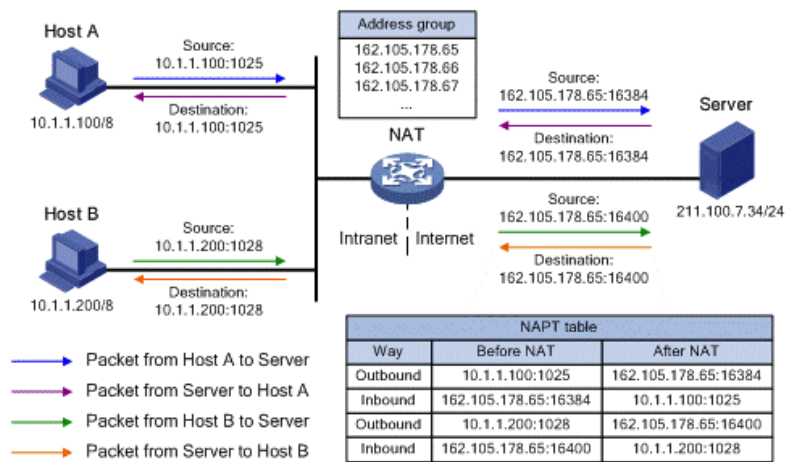 Address group
162.105.178.65
162.105.178.66
162.105.178.67
...
Host A
Source:
10.1.1.100:1025
Destination:
10.1.1.100:1025
10.1.1.100/8
Source:
162.105.178.65:16384
Destination:
162.105.178.65:16384
Server
NAT
Host B
Source:
10.1.1.200:1028
Destination:
10.1.1.200:1028
10.1.1.200/8
Intranet
Internet
Source:
162.105.178.65:16400
Destination:
162.105.178.65:16400
211.100.7.34/24
Packet from Host A to Server
Packet from Server to Host A
Packet from Host B to Server
Packet from Server to Host B
NAPT table
Way Before NAT After NAT
Outbound 10.1.1.100:1025 162.105.178.65:16384
Inbound 162.105.178.65:16384 10.1.1.100:1025
Outbound 10.1.1.200:1028 162.105.178.65:16400
Inbound 162.105.178.65:16400 10.1.1.200:1028